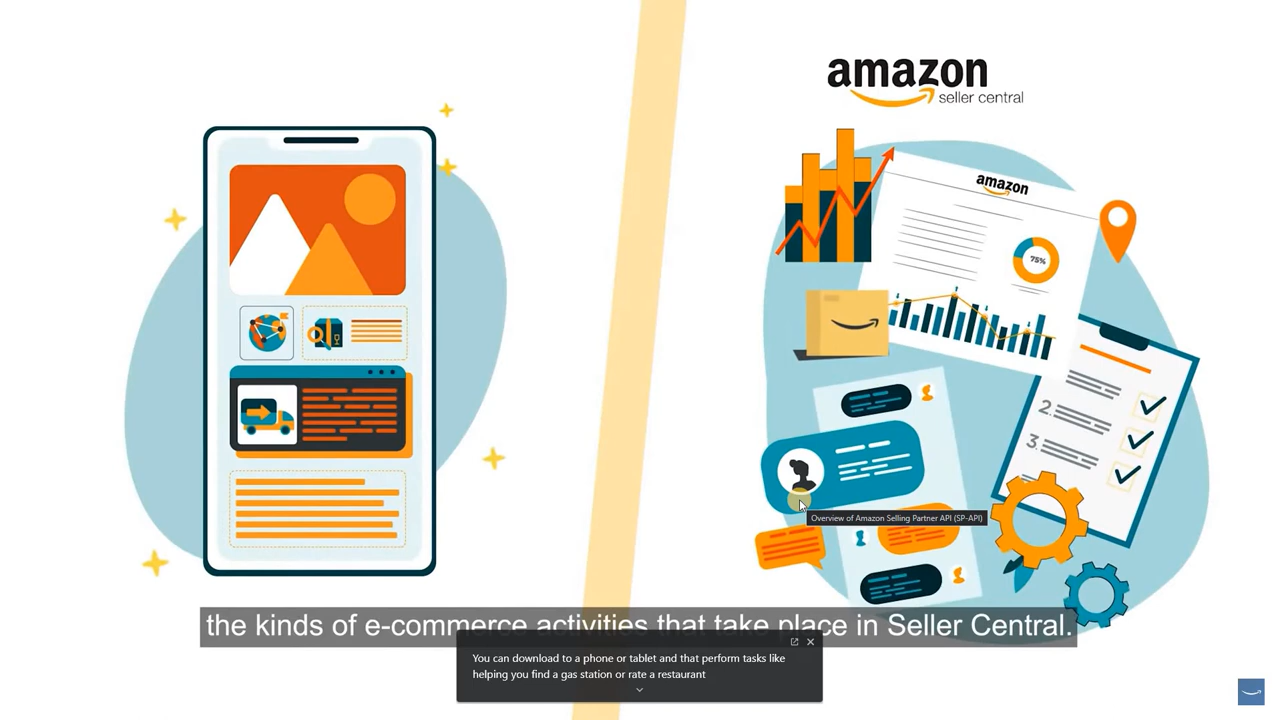 amazon
seller central
amazon
75%
2.
3.
Overview of Amazon Selling Partner API (SP-API)
the kinds of e-commerce activities that take place in Seller Central.
You can download to a phone or tablet and that perform tasks like
helping you find a gas station or rate a restaurant